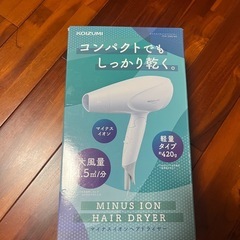 KOIZUMI
コンパクトでも
しっかり乾く。
マイナス
イオン
大風量
1.5㎥/分
軽量
タイプ
約420g
MINUS ION
HAIR DRYER
マイナスイオンヘアドライヤー